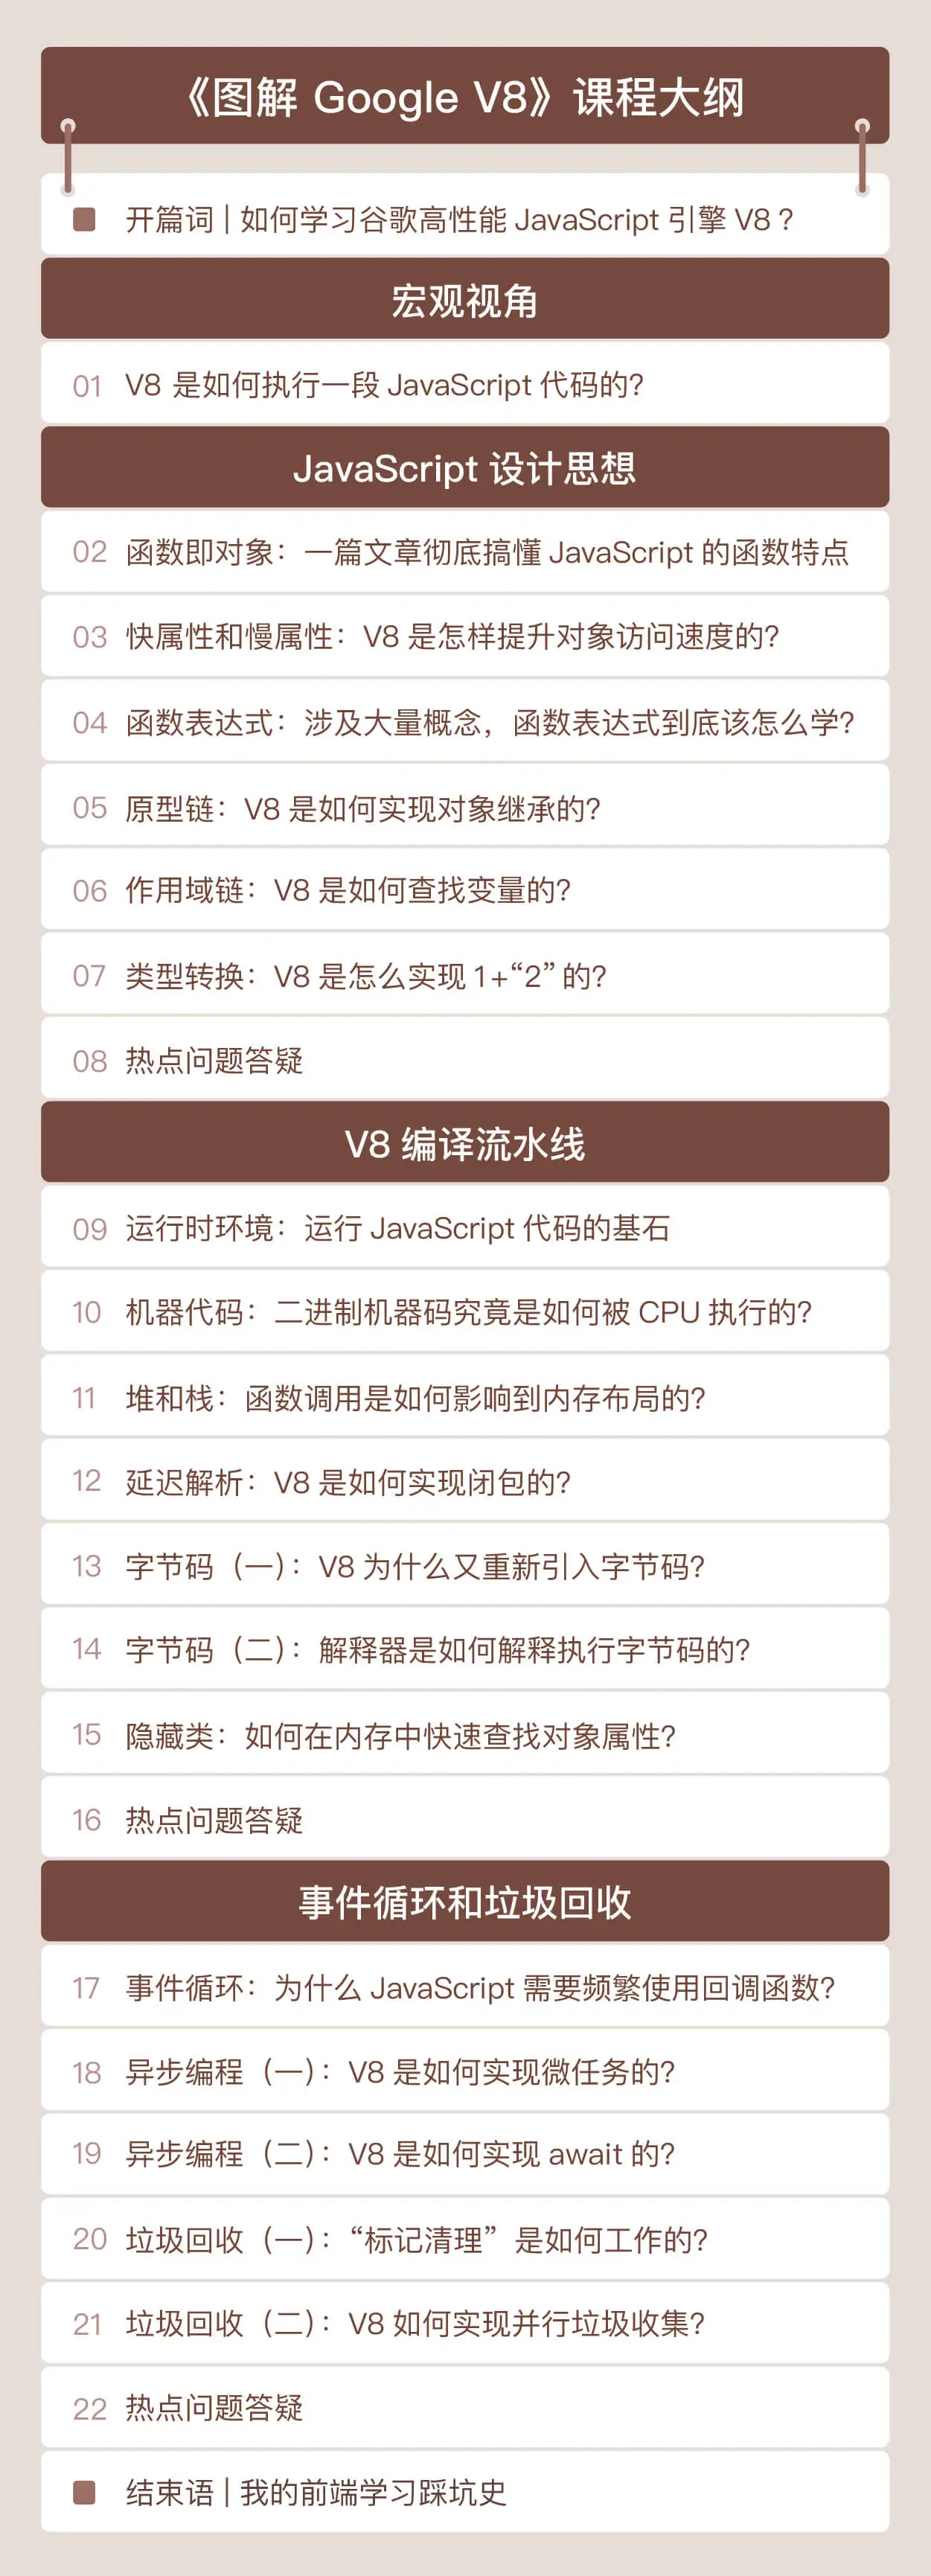 《图解 Google V8》课程大纲
开篇词 | 如何学习谷歌高性能 JavaScript 引擎 V8？
宏观视角
01 V8 是如何执行一段 JavaScript 代码的？
JavaScript 设计思想
02 函数即对象：一篇文章彻底搞懂 JavaScript 的函数特点
03 快属性和慢属性：V8 是怎样提升对象访问速度的？
04 函数表达式：涉及大量概念，函数表达式到底该怎么学？
05 原型链：V8 是如何实现对象继承的？
06 作用域链：V8 是如何查找变量的？
07 类型转换：V8 是怎么实现 1+“2” 的？
08 热点问题答疑
V8 编译流水线
09 运行时环境：运行 JavaScript 代码的基石
10 机器代码：二进制机器码究竟是如何被 CPU 执行的？
11 堆和栈：函数调用是如何影响到内存布局的？
12 延迟解析：V8 是如何实现闭包的？
13 字节码（一）：V8 为什么又重新引入字节码？
14 字节码（二）：解释器是如何解释执行字节码的？
15 隐藏类：如何在内存中快速查找对象属性？
16 热点问题答疑
事件循环和垃圾回收
17 事件循环：为什么 JavaScript 需要频繁使用回调函数？
18 异步编程（一）：V8 是如何实现微任务的？
19 异步编程（二）：V8 是如何实现 await 的？
20 垃圾回收（一）：“标记清理” 是如何工作的？
21 垃圾回收（二）：V8 如何实现并行垃圾收集？
22 热点问题答疑
结束语 | 我的前端学习踩坑史